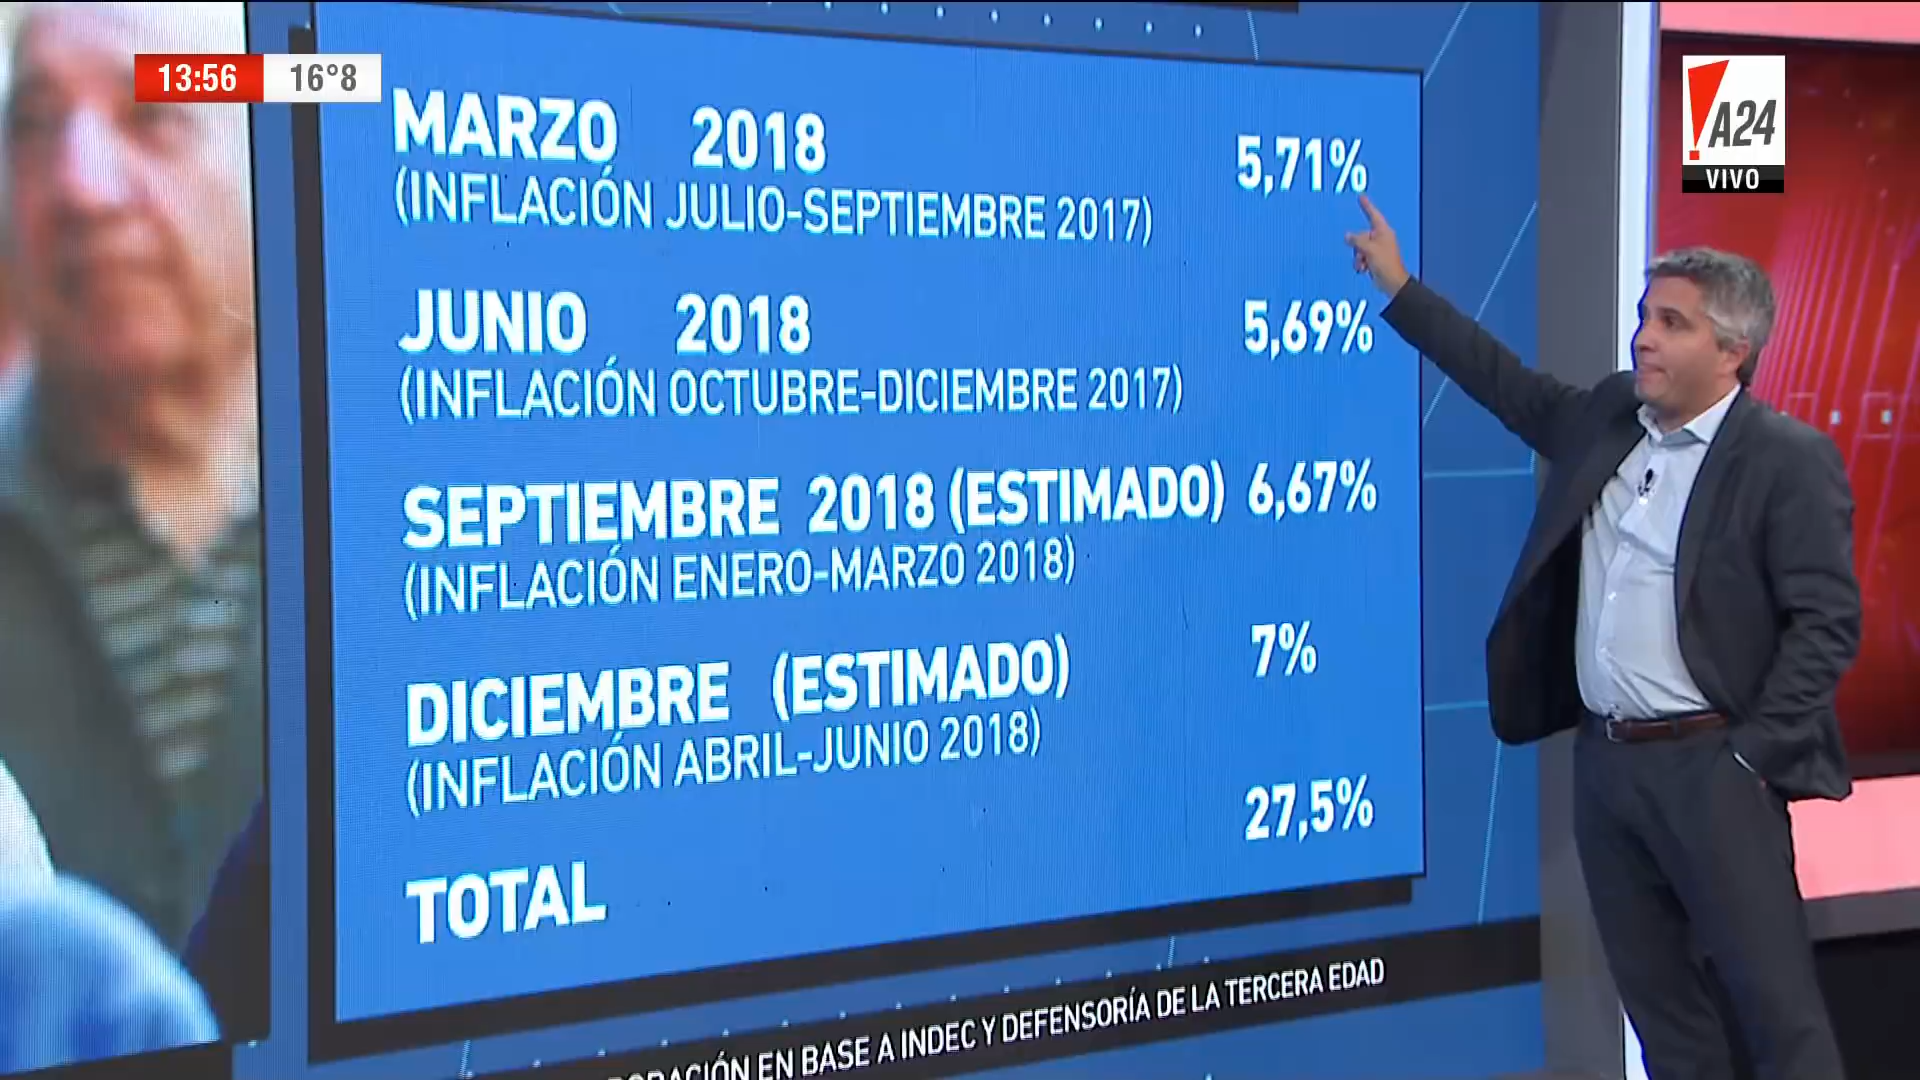 13:56 16°8
!A24
VIVO
MARZO 2018 5,71%
(INFLACIÓN JULIO-SEPTIEMBRE 2017)
JUNIO 2018 5,69%
(INFLACIÓN OCTUBRE-DICIEMBRE 2017)
SEPTIEMBRE 2018 (ESTIMADO) 6,67%
(INFLACIÓN ENERO-MARZO 2018)
DICIEMBRE (ESTIMADO) 7%
(INFLACIÓN ABRIL-JUNIO 2018)
TOTAL 27,5%
EN BASE A INDEC Y DEFENSORÍA DE LA TERCERA EDAD